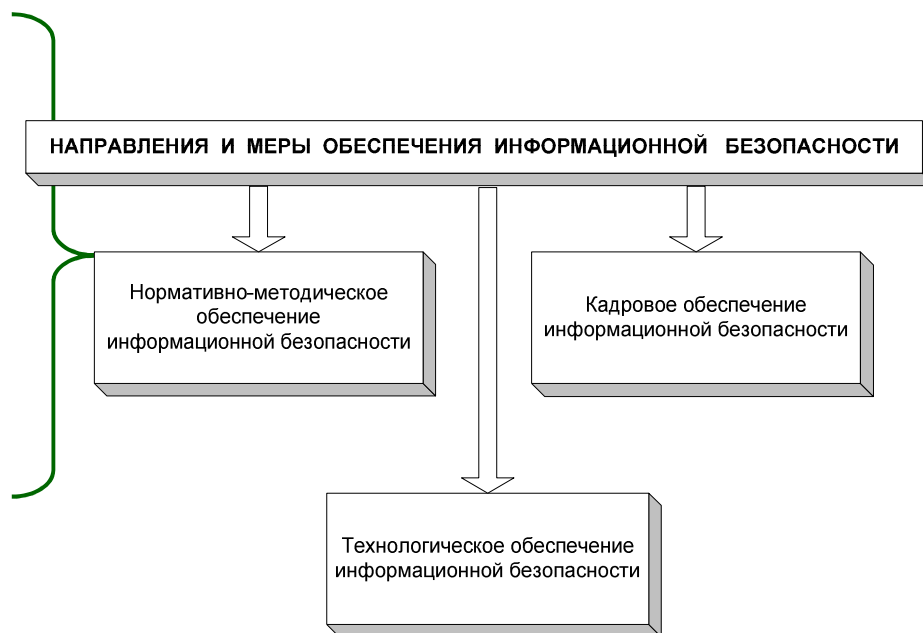 НАПРАВЛЕНИЯ И МЕРЫ ОБЕСПЕЧЕНИЯ ИНФОРМАЦИОННОЙ БЕЗОПАСНОСТИ
Нормативно-методическое
обеспечение
информационной безопасности
Кадровое обеспечение
информационной безопасности
Технологическое обеспечение
информационной безопасности